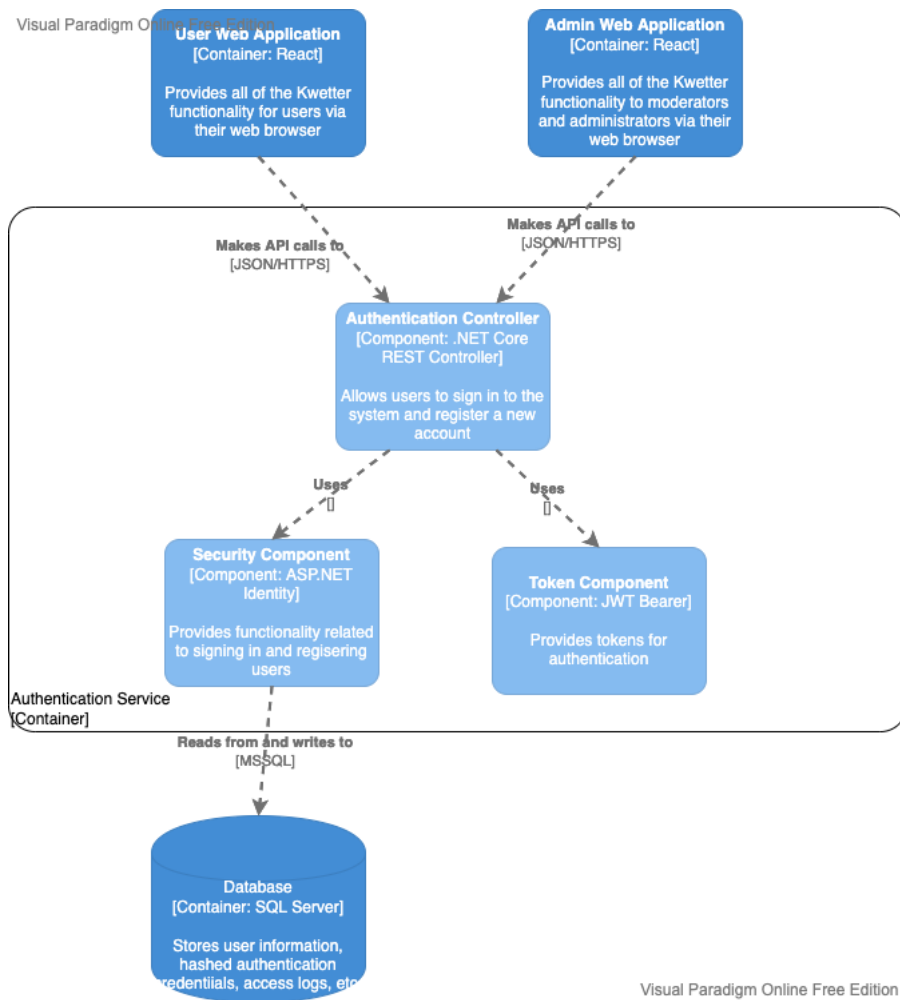 Visual Paradigm Online Free Edition
User Web Application
[Container: React]
Provides all of the Kwetter
functionality for users via
their web browser
Admin Web Application
[Container: React]
Provides all of the Kwetter
functionality to moderators
and administrators via their
web browser
Makes API calls to
[JSON/HTTPS]
Makes API calls to
[JSON/HTTPS]
Authentication Controller
[Component: .NET Core
REST Controller]
Allows users to sign in to the
system and register a new
account
Uses
[]
Uses
[]
Security Component
[Component: ASP.NET
Identity]
Provides functionality related
to signing in and regisering
users
Token Component
[Component: JWT Bearer]
Provides tokens for
authentication
Authentication Service
[Container]
Reads from and writes to
[MSSQL]
Database
[Container: SQL Server]
Stores user information,
hashed authentication
credentiials, access logs, etc.
Visual Paradigm Online Free Edition